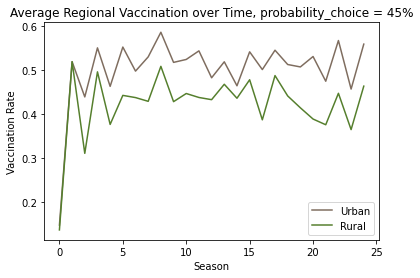 Average Regional Vaccination over Time, probability_choice = 45%
0.6
0.5
0.4
0.3
0.2
Vaccination Rate
Urban
Rural
0 5 10 15 20 25
Season